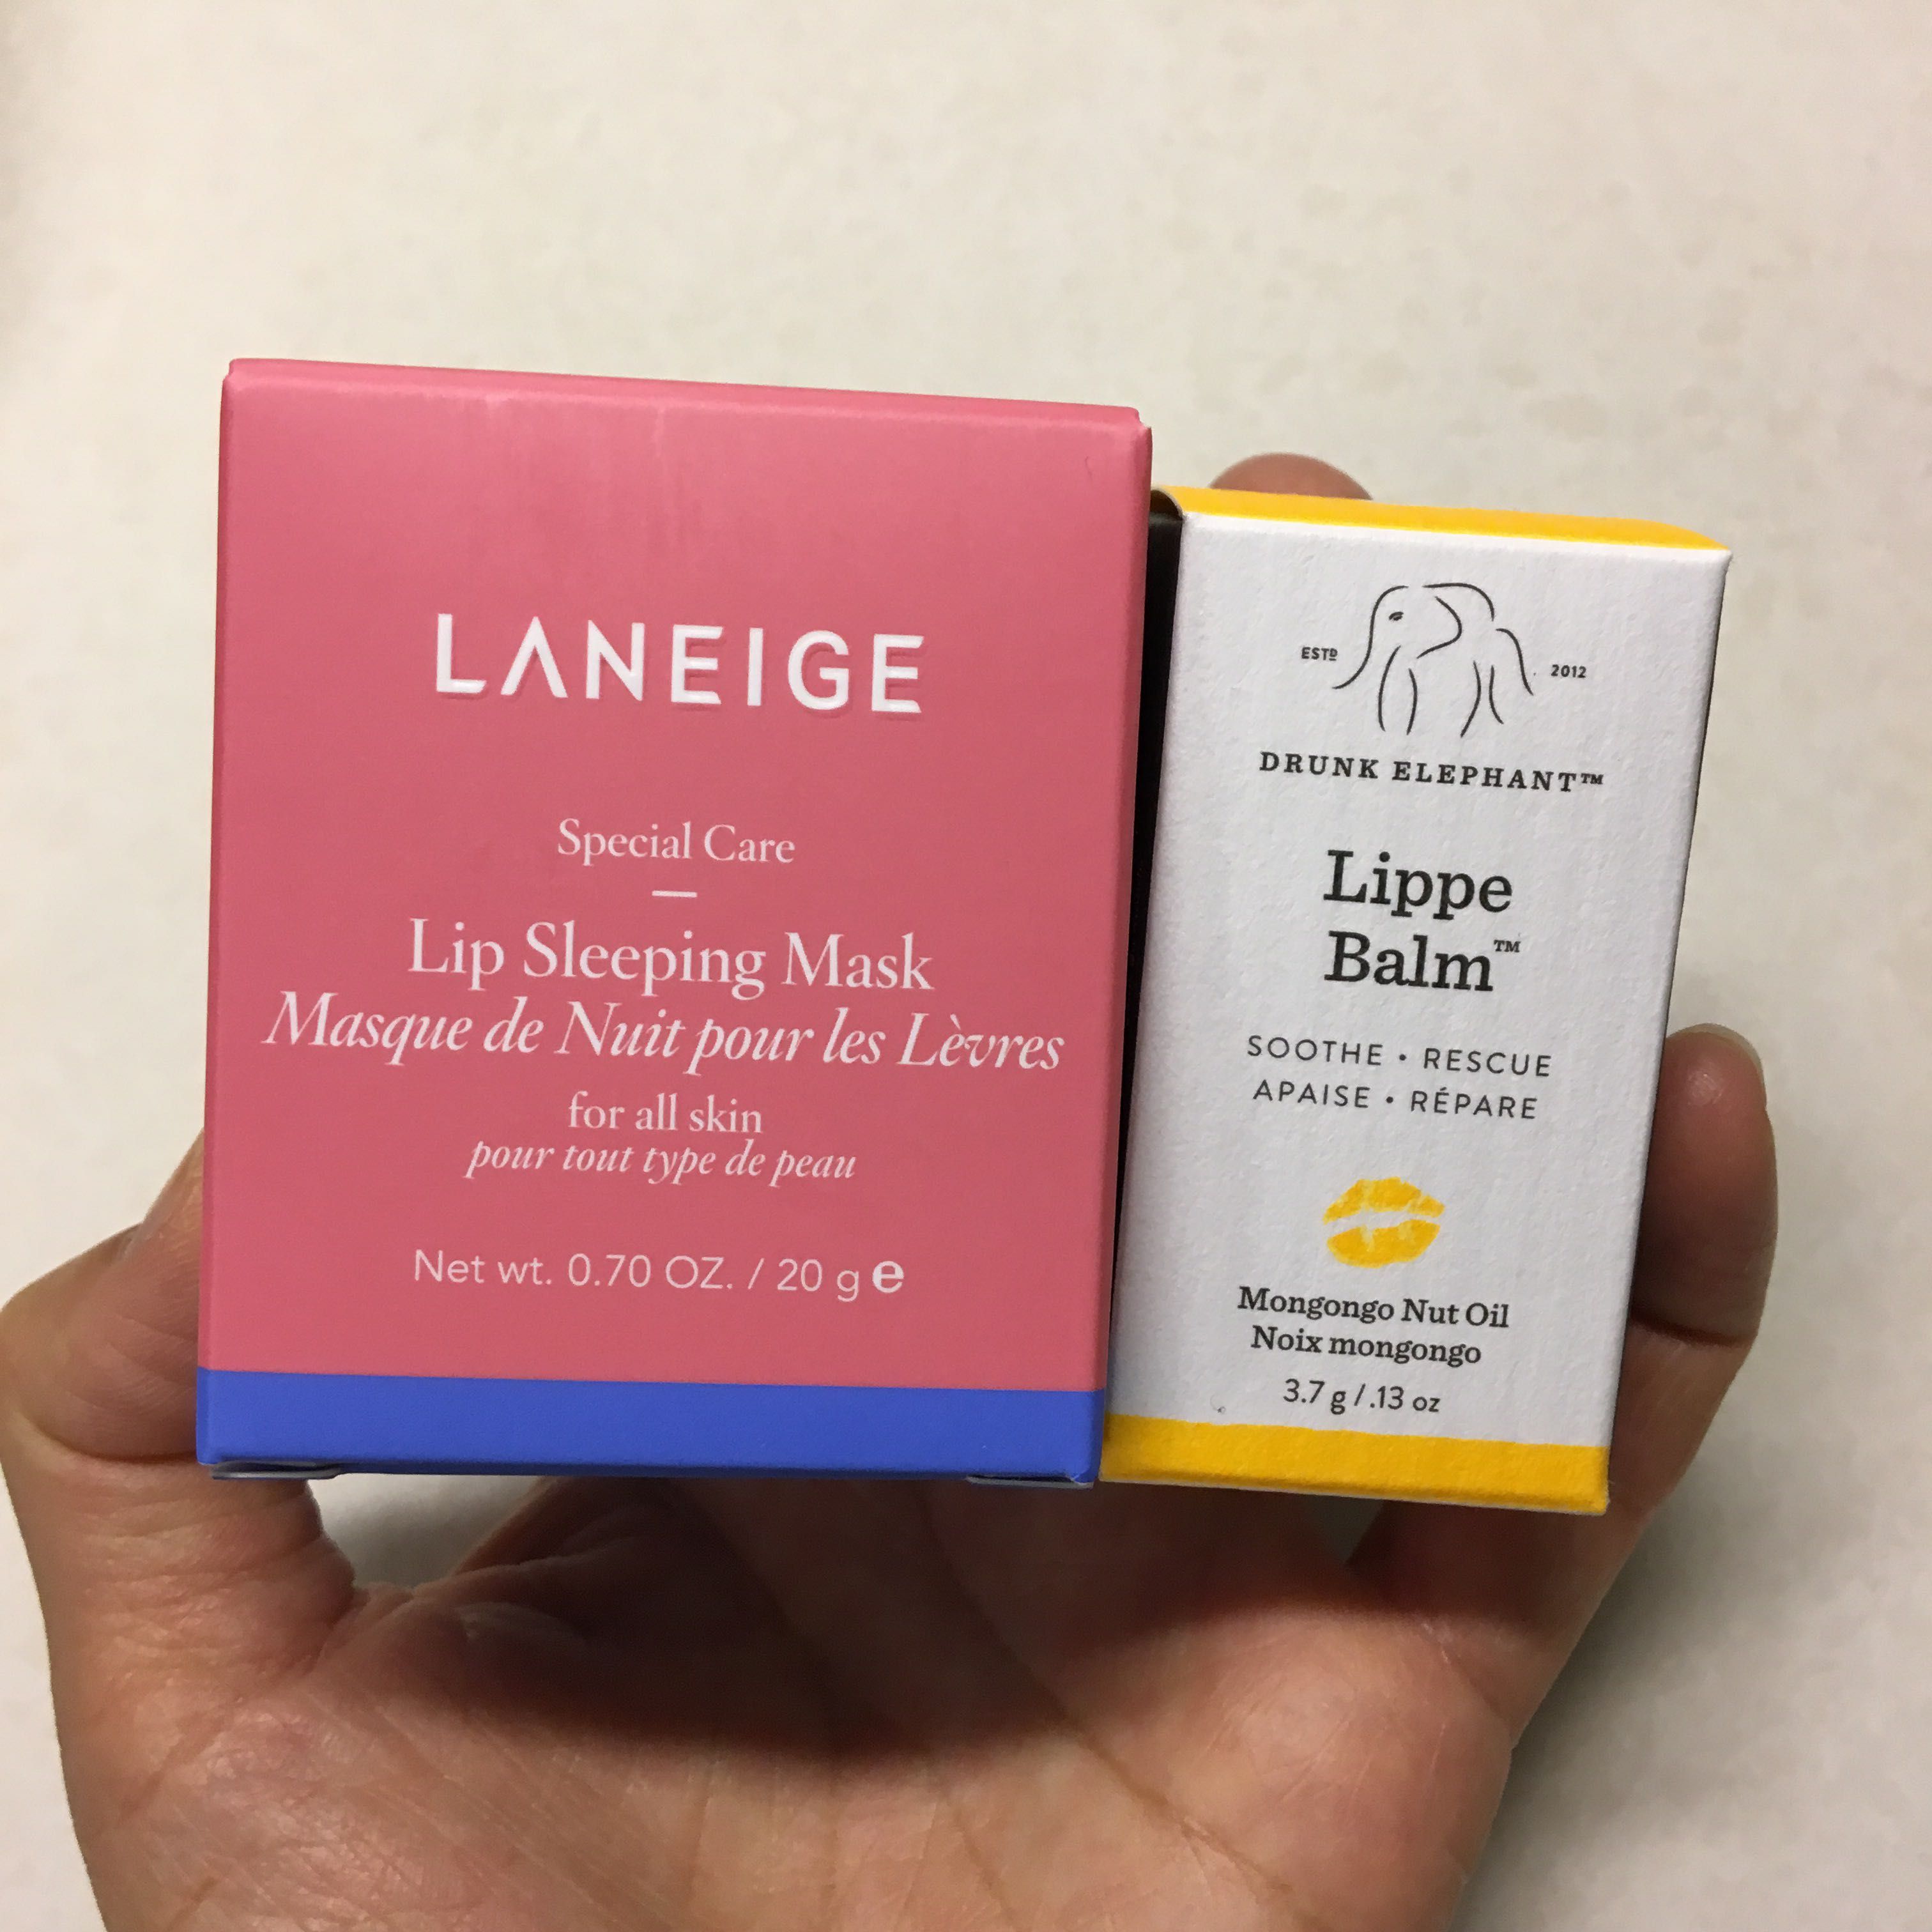 LANEIGE
Special Care
Lip Sleeping Mask
Masque de Nuit pour les Lèvres
for all skin
pour tout type de peau
Net wt. 0.70 OZ. / 20 g ℮
ESTD 2012
DRUNK ELEPHANT™
Lippe
Balm™
SOOTHE • RESCUE
APAISE • RÉPARE
Mongongo Nut Oil
Noix mongongo
3.7 g / .13 oz